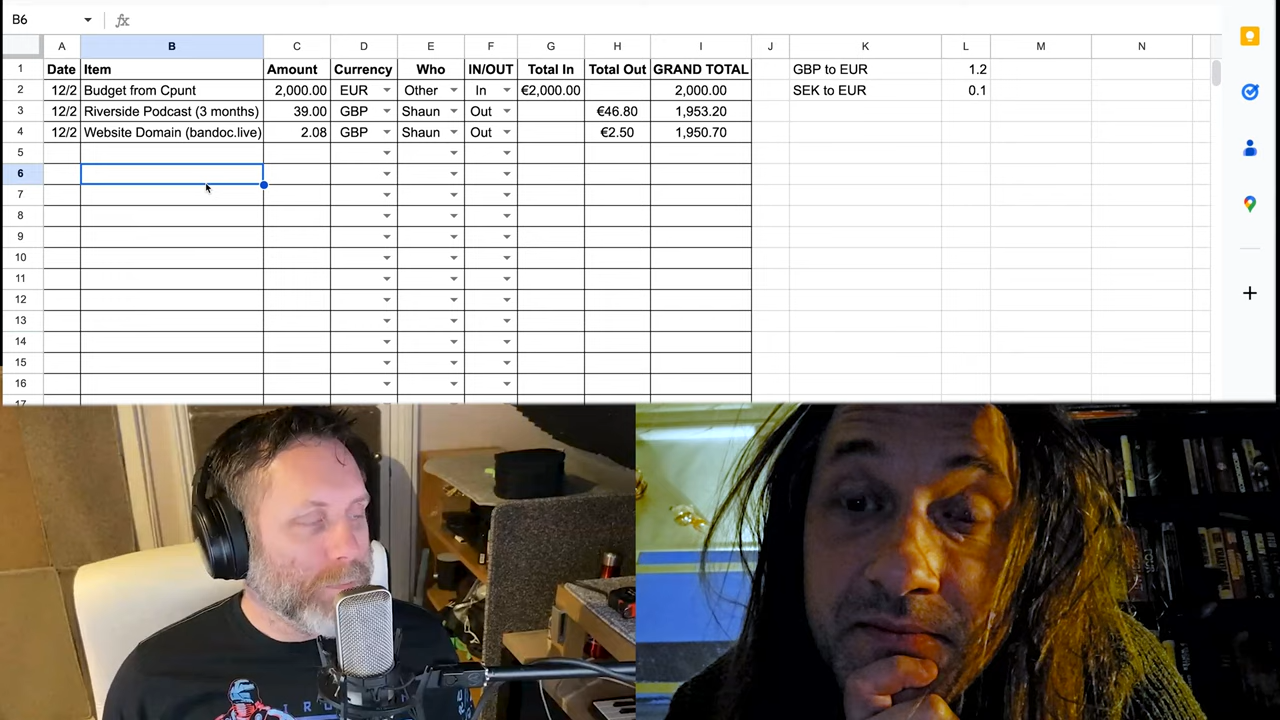 B6 fx
A B C D E F G H I J K L M N
1 Date Item Amount Currency Who IN/OUT Total In Total Out GRAND TOTAL GBP to EUR 1.2
2 12/2 Budget from Cpunt 2,000.00 EUR Other In €2,000.00 2,000.00 SEK to EUR 0.1
3 12/2 Riverside Podcast (3 months) 39.00 GBP Shaun Out €46.80 1,953.20
4 12/2 Website Domain (bandoc.live) 2.08 GBP Shaun Out €2.50 1,950.70
5
6
7
8
9
10
11
12
13
14
15
16
17